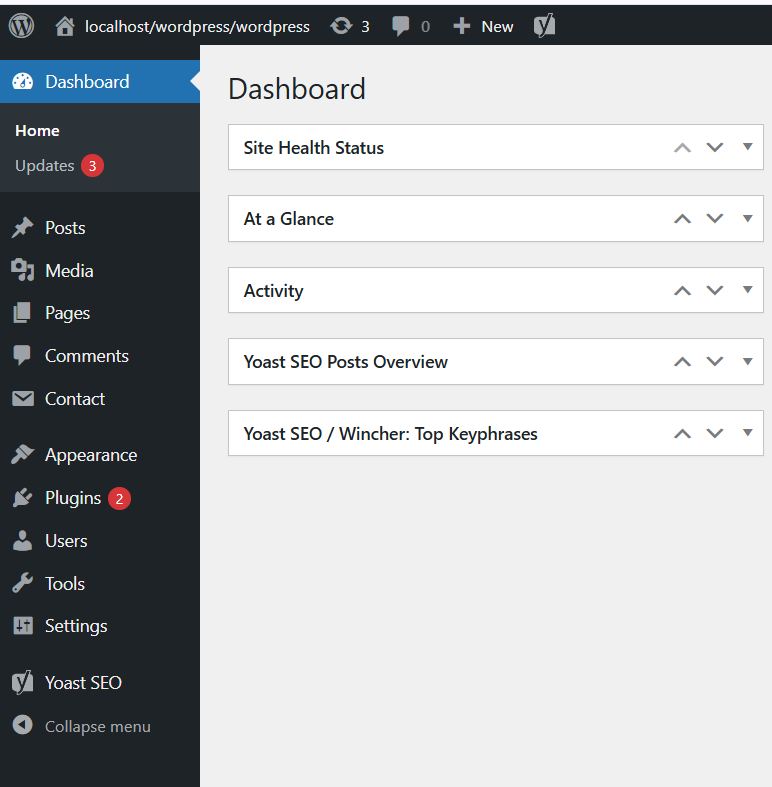 localhost/wordpress/wordpress 3 0 New
Dashboard
Home
Updates 3
Posts
Media
Pages
Comments
Contact
Appearance
Plugins 2
Users
Tools
Settings
Yoast SEO
Collapse menu
Dashboard
Site Health Status
At a Glance
Activity
Yoast SEO Posts Overview
Yoast SEO / Wincher: Top Keyphrases